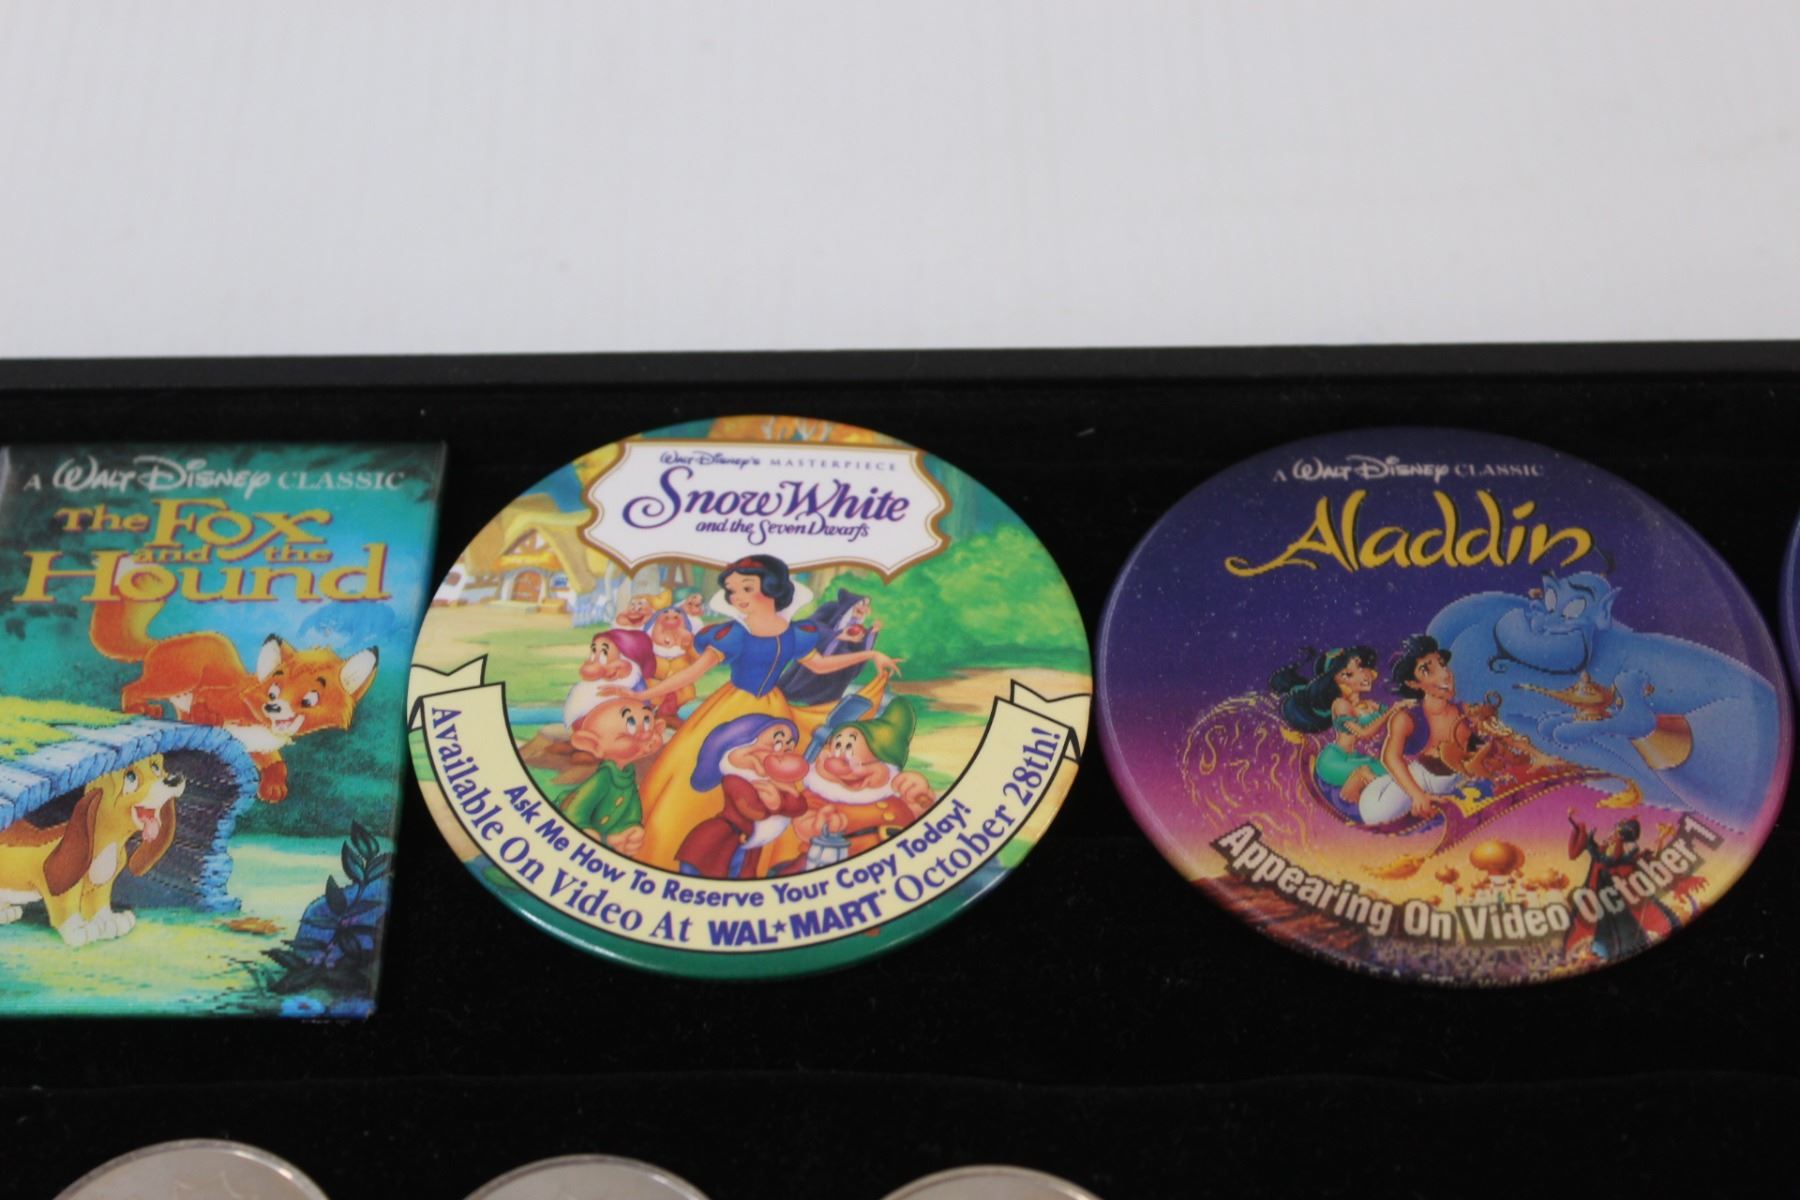 A WALT DISNEY CLASSIC
The Fox
and the
Hound
WALT DISNEY'S MASTERPIECE
Snow White
and the Seven Dwarfs
Ask Me How To Reserve Your Copy Today!
Available On Video At WAL★MART October 28th!
A WALT DISNEY CLASSIC
Aladdin
Appearing On Video October 1